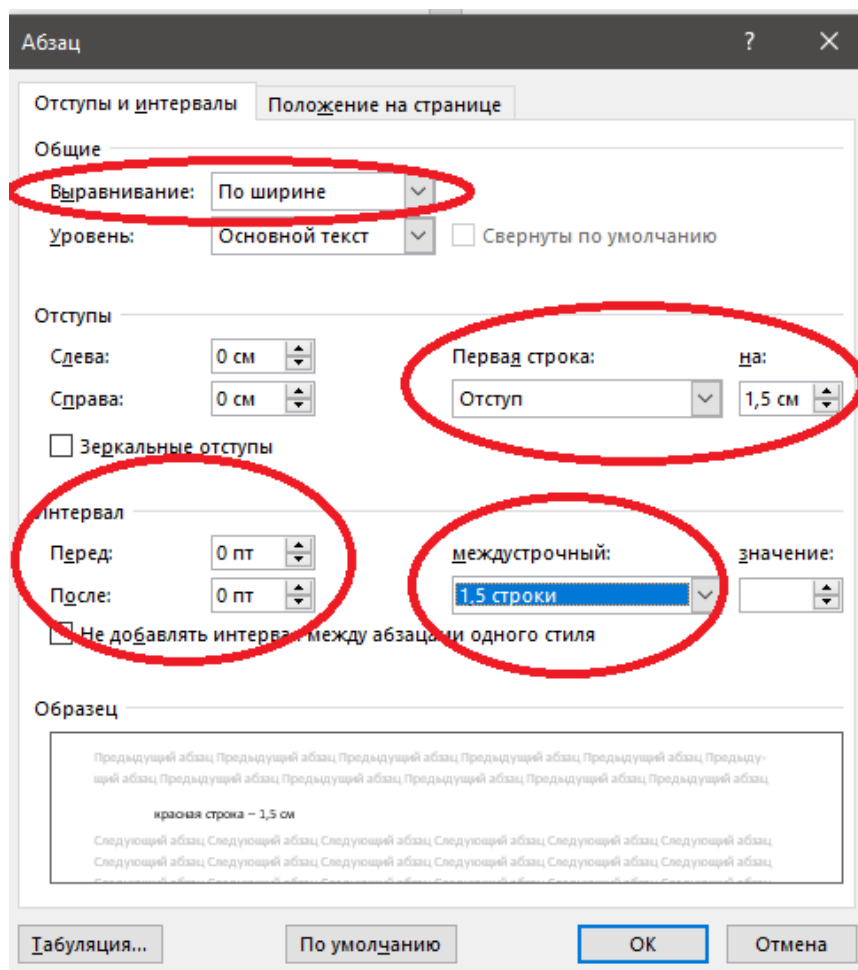 Абзац ? ×
Отступы и интервалы Положение на странице
Общие
Выравнивание: По ширине
Уровень: Основной текст Свернуты по умолчанию
Отступы
Слева: 0 см Первая строка: на:
Справа: 0 см Отступ 1,5 см
Зеркальные отступы
Интервал
Перед: 0 пт междустрочный: значение:
После: 0 пт 1,5 строки
Не добавлять интервал между абзацами одного стиля
Образец
Предыдущий абзац Предыдущий абзац Предыдущий абзац Предыдущий абзац Предыдущий абзац Предыду-
щий абзац Предыдущий абзац Предыдущий абзац Предыдущий абзац Предыдущий абзац Предыдущий абзац
красная строка – 1,5 см
Следующий абзац Следующий абзац Следующий абзац Следующий абзац Следующий абзац Следующий абзац
Следующий абзац Следующий абзац Следующий абзац Следующий абзац Следующий абзац Следующий абзац
Табуляция... По умолчанию ОК Отмена